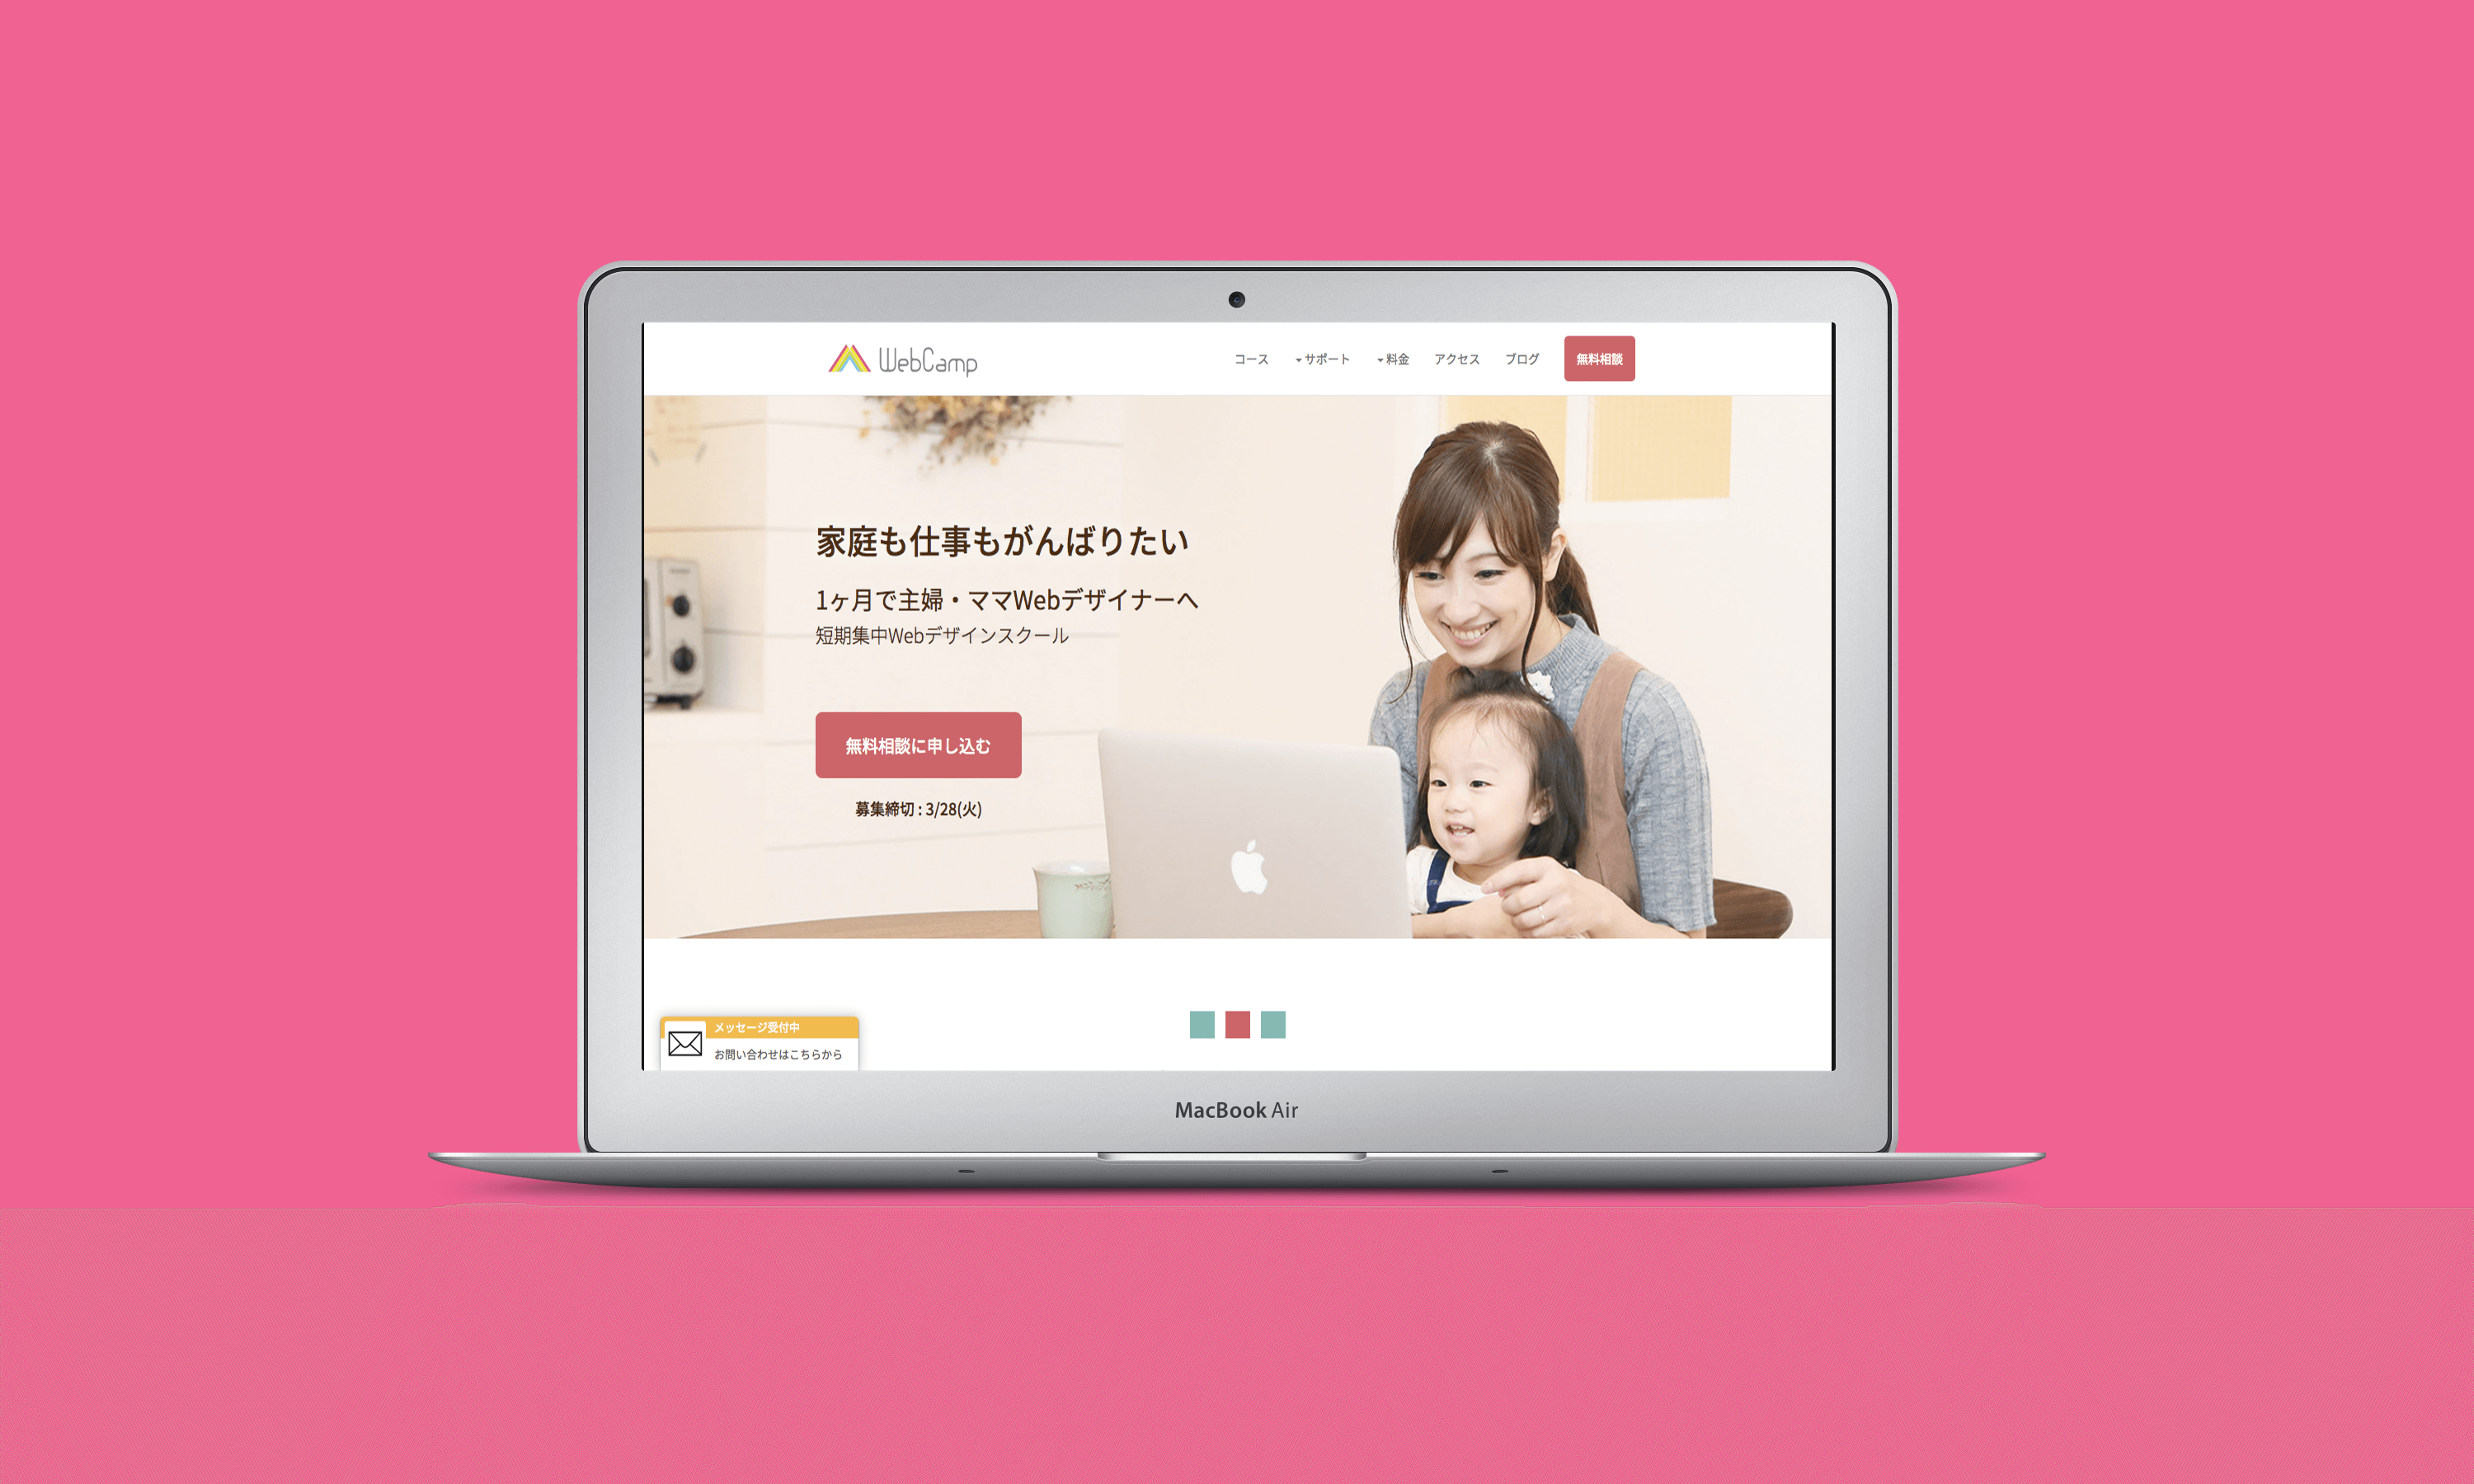 WebCamp
コース
サポート
料金
アクセス
ブログ
無料相談
家庭も仕事もがんばりたい
1ヶ月で主婦・ママWebデザイナーへ
短期集中Webデザインスクール
無料相談に申し込む
募集締切 : 3/28(火)
メッセージ受付中
お問い合わせはこちらから
MacBook Air